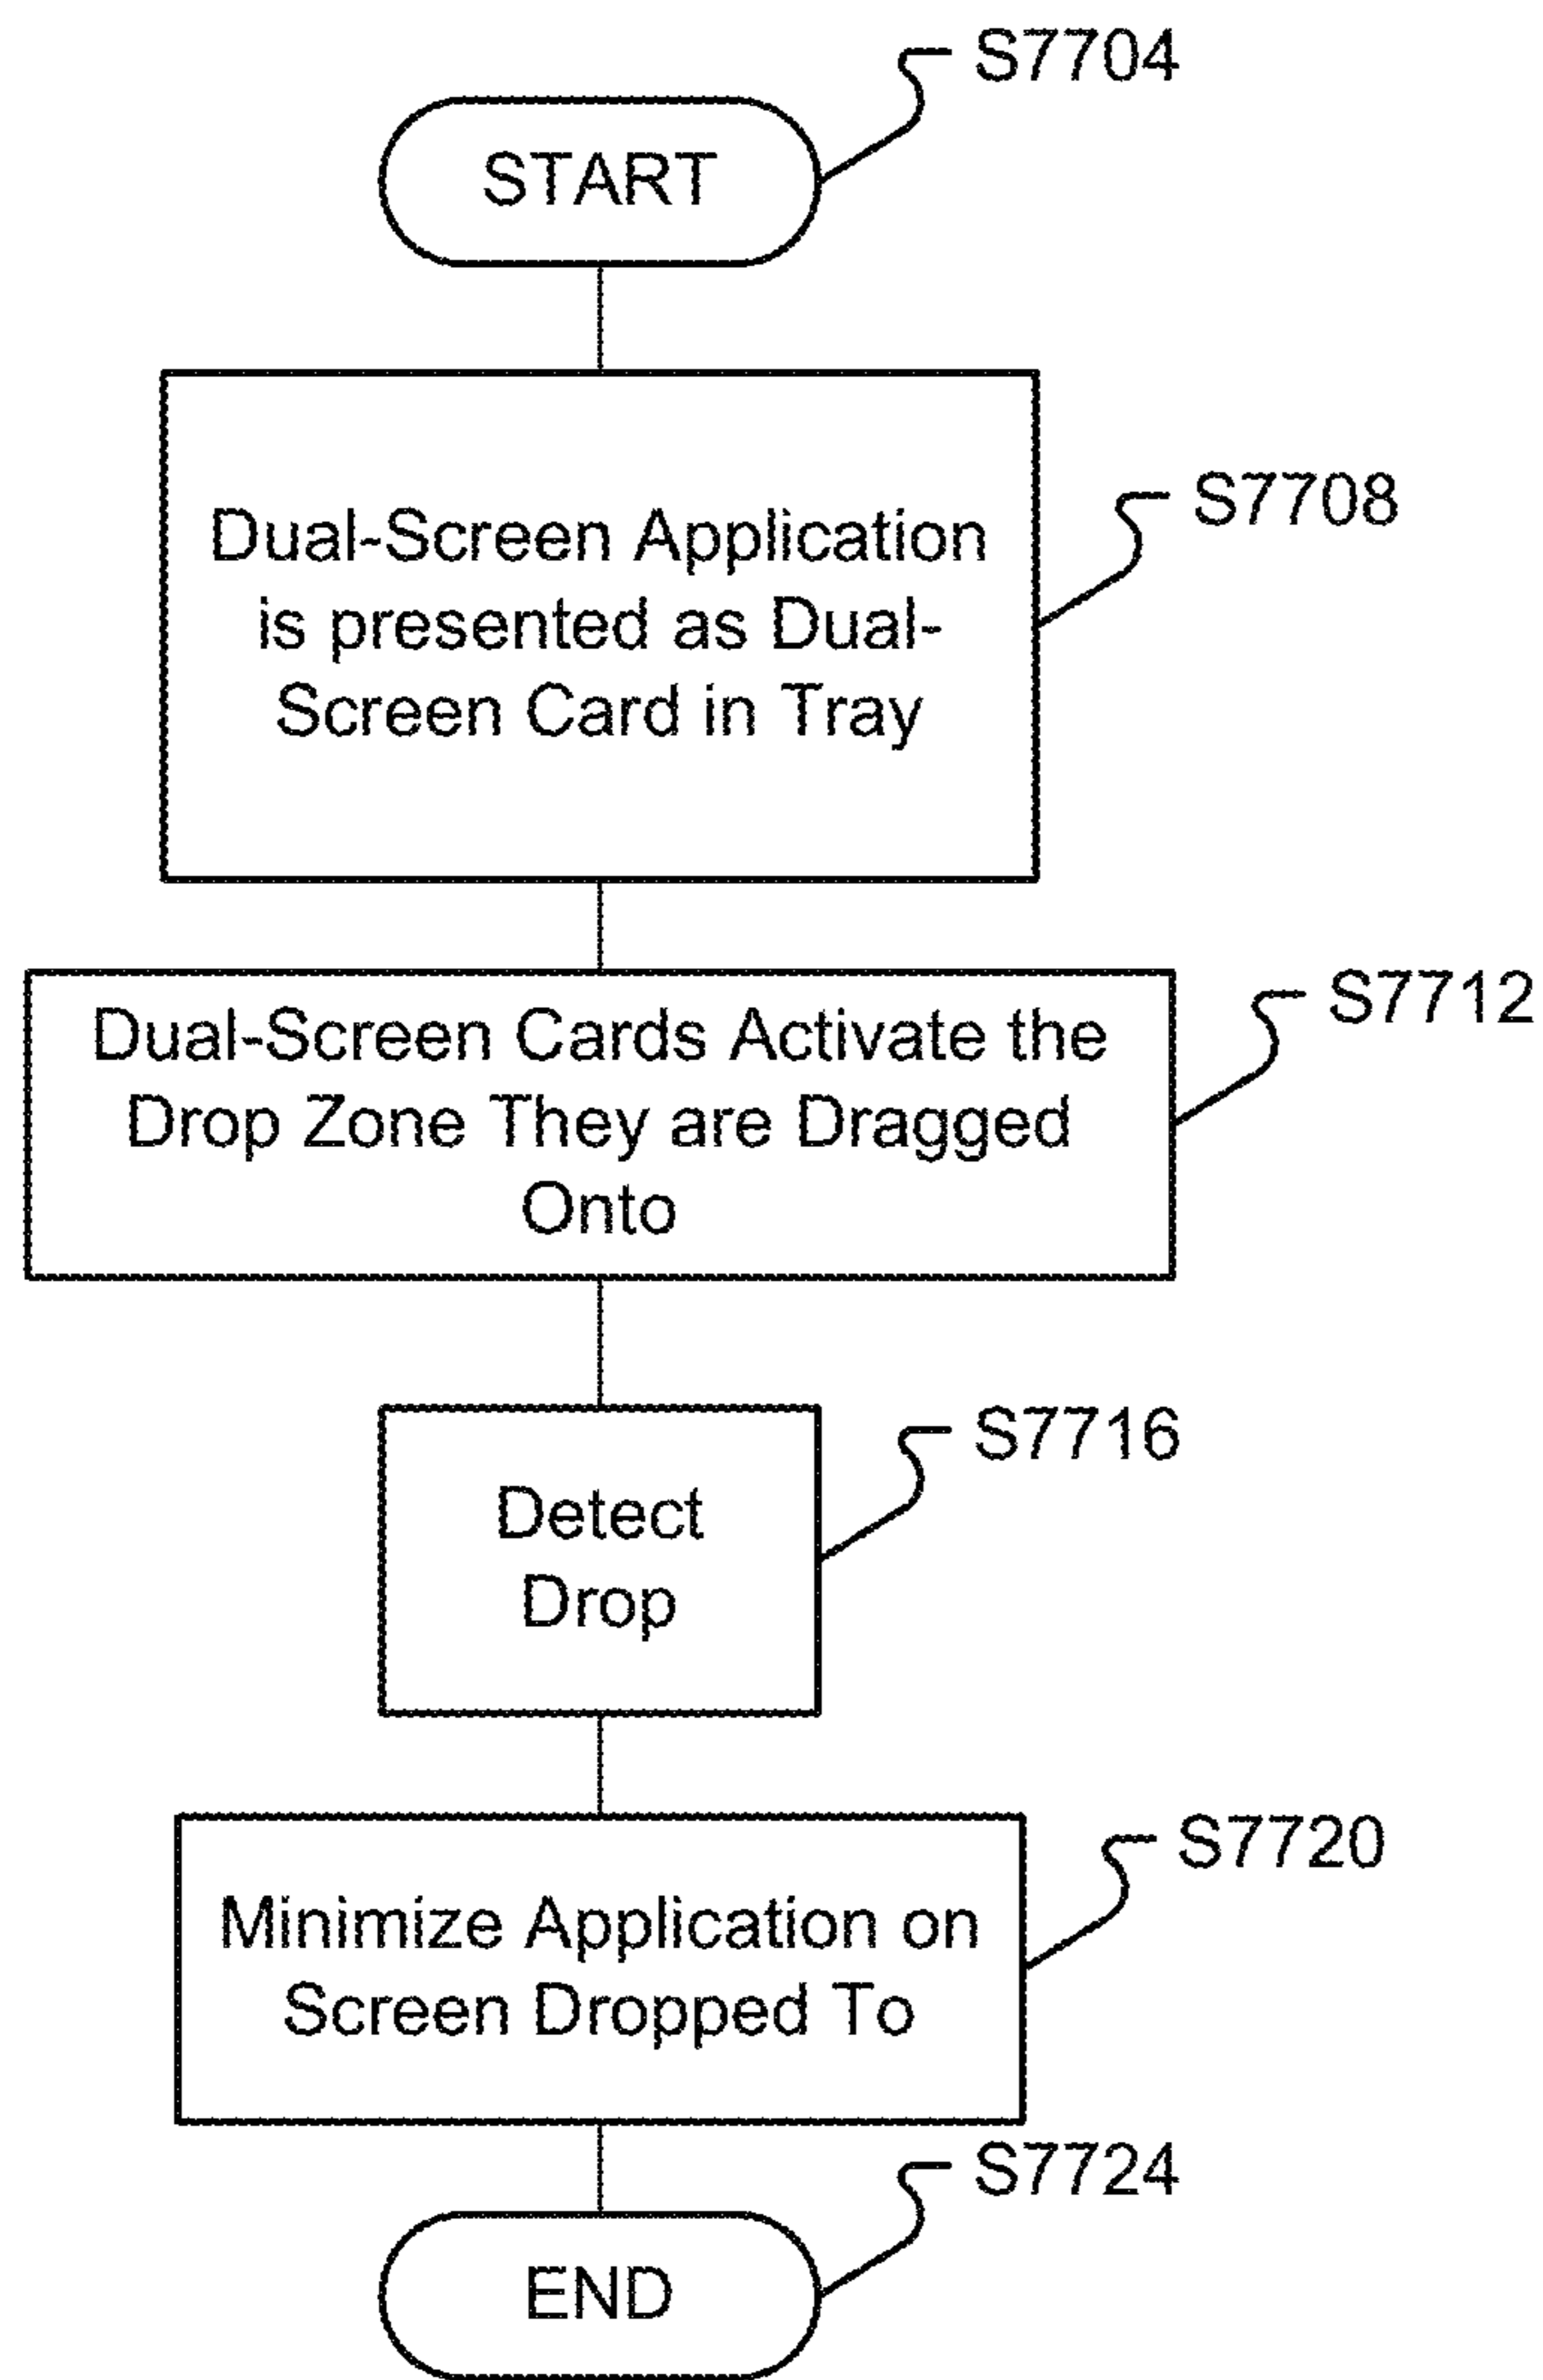 S7704
START
S7708
Dual-Screen Application
is presented as Dual-
Screen Card in Tray
S7712
Dual-Screen Cards Activate the
Drop Zone They are Dragged
Onto
S7716
Detect
Drop
S7720
Minimize Application on
Screen Dropped To
S7724
END